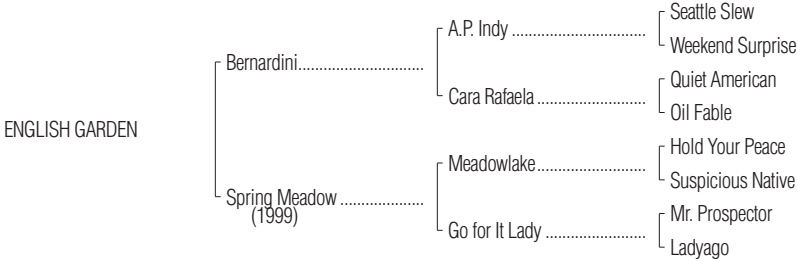 Seattle Slew
A.P. Indy ................................
Weekend Surprise
Bernardini..............................
Quiet American
Cara Rafaela ..........................
Oil Fable
ENGLISH GARDEN
Hold Your Peace
Meadowlake..........................
Suspicious Native
Spring Meadow ....................
(1999)
Mr. Prospector
Go for It Lady ........................
Ladyago